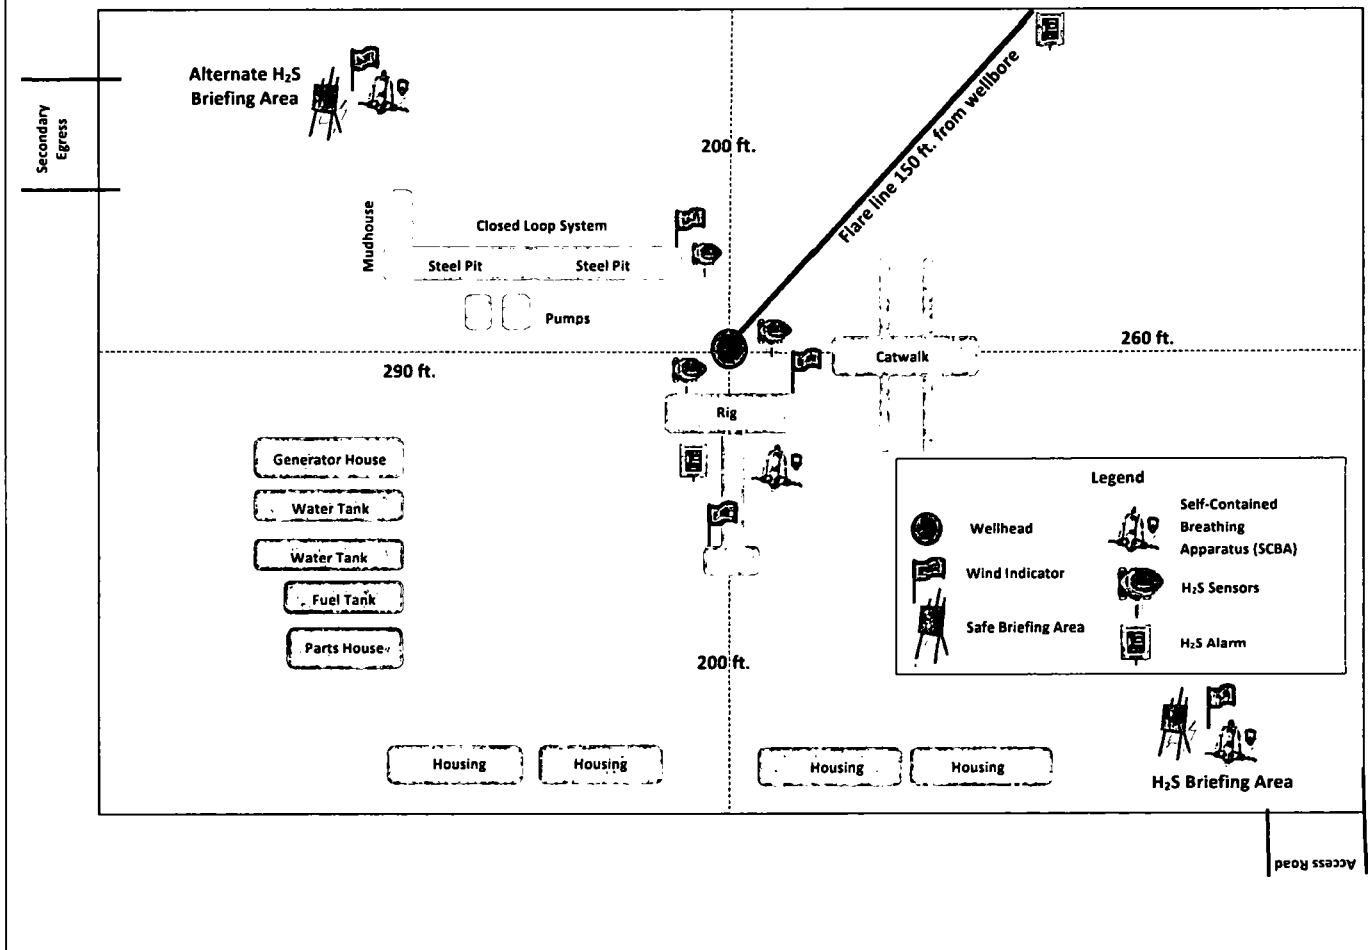 Alternate H₂S
Briefing Area
Secondary
Egress
200 ft.
Flare line 150 ft. from wellbore
Mudhouse
Closed Loop System
Steel Pit
Steel Pit
Pumps
290 ft.
260 ft.
Catwalk
Rig
Generator House
Water Tank
Water Tank
Fuel Tank
Parts House
200 ft.
Legend
Wellhead
Wind Indicator
Safe Briefing Area
Self-Contained
Breathing
Apparatus (SCBA)
H₂S Sensors
H₂S Alarm
Housing
Housing
Housing
Housing
H₂S Briefing Area
Access Road